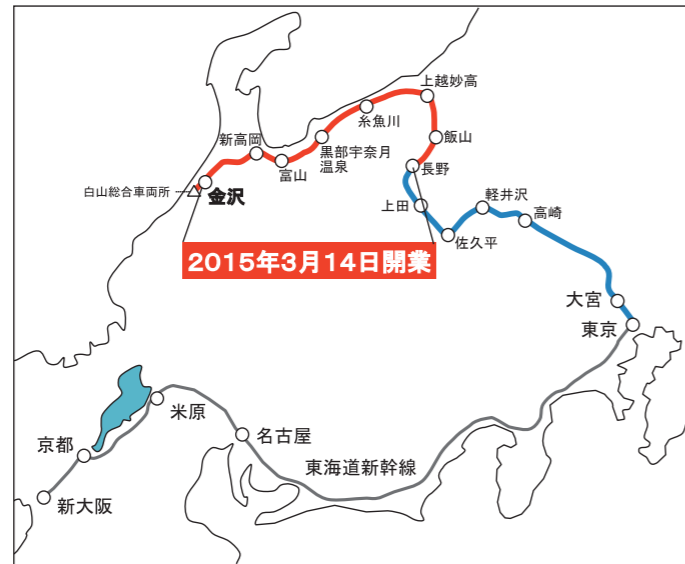 上越妙高
糸魚川
飯山
新高岡
黒部宇奈月
温泉
富山
長野
白山総合車両所
金沢
上田
軽井沢
高崎
佐久平
2015年3月14日開業
大宮
東京
米原
名古屋
京都
東海道新幹線
新大阪